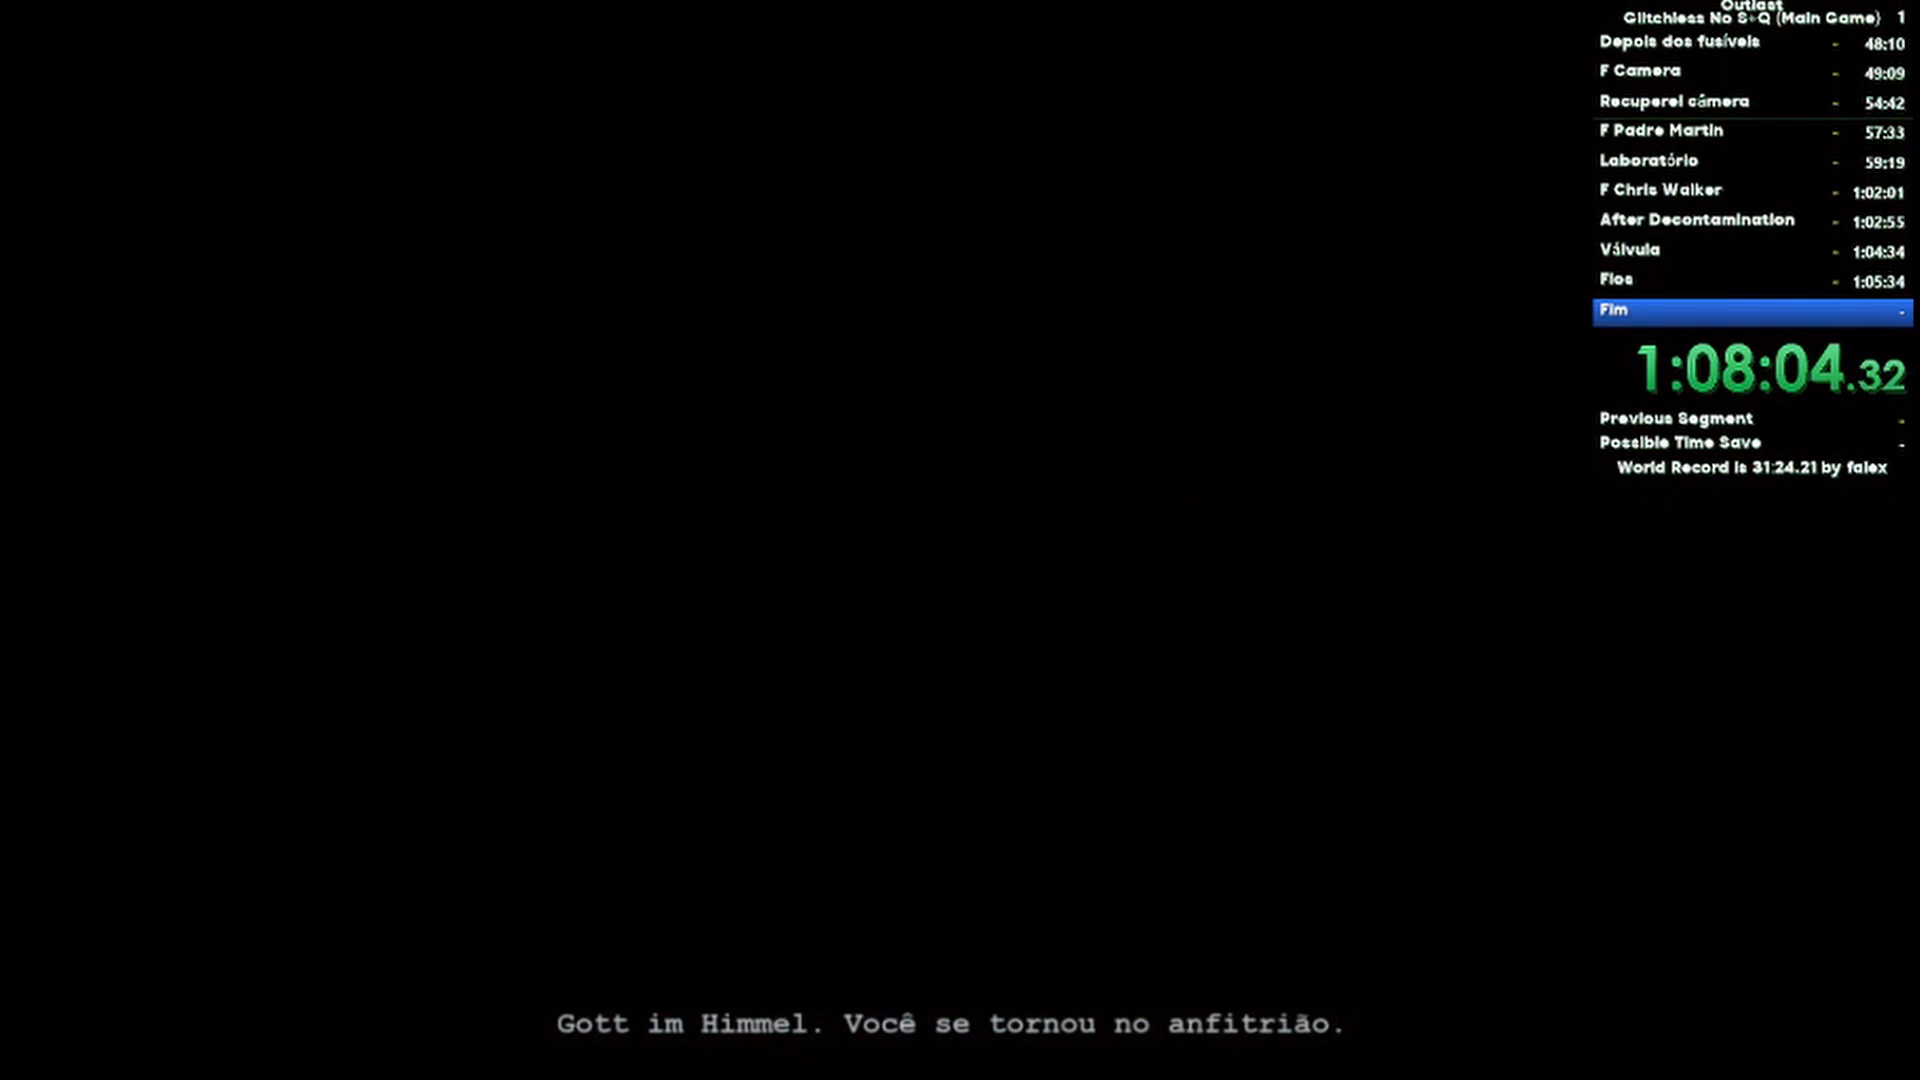 Outlast
Glitchless No S+Q (Main Game) 1
Depois dos fusíveis - 48:10
F Camera - 49:09
Recuperei câmera - 54:42
F Padre Martin - 57:33
Laboratório - 59:19
F Chris Walker - 1:02:01
After Decontamination - 1:02:55
Válvula - 1:04:34
Fios - 1:05:34
Fim -
1:08:04.32
Previous Segment -
Possible Time Save -
World Record is 31:24.21 by falex
Gott im Himmel. Você se tornou no anfitrião.